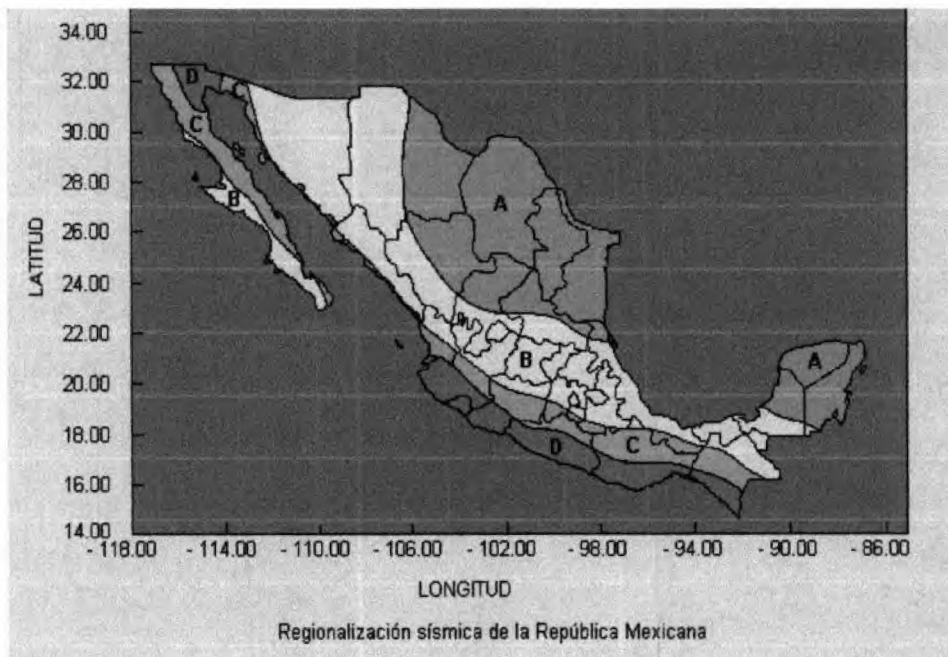 34.00
32.00
30.00
28.00
26.00
24.00
22.00
20.00
18.00
16.00
14.00
LATITUD
D
C
C
B
A
A
B
C
D
- 118.00 - 114.00 - 110.00 - 106.00 - 102.00 - 98.00 - 94.00 - 90.00 - 86.00
LONGITUD
Regionalización sísmica de la República Mexicana